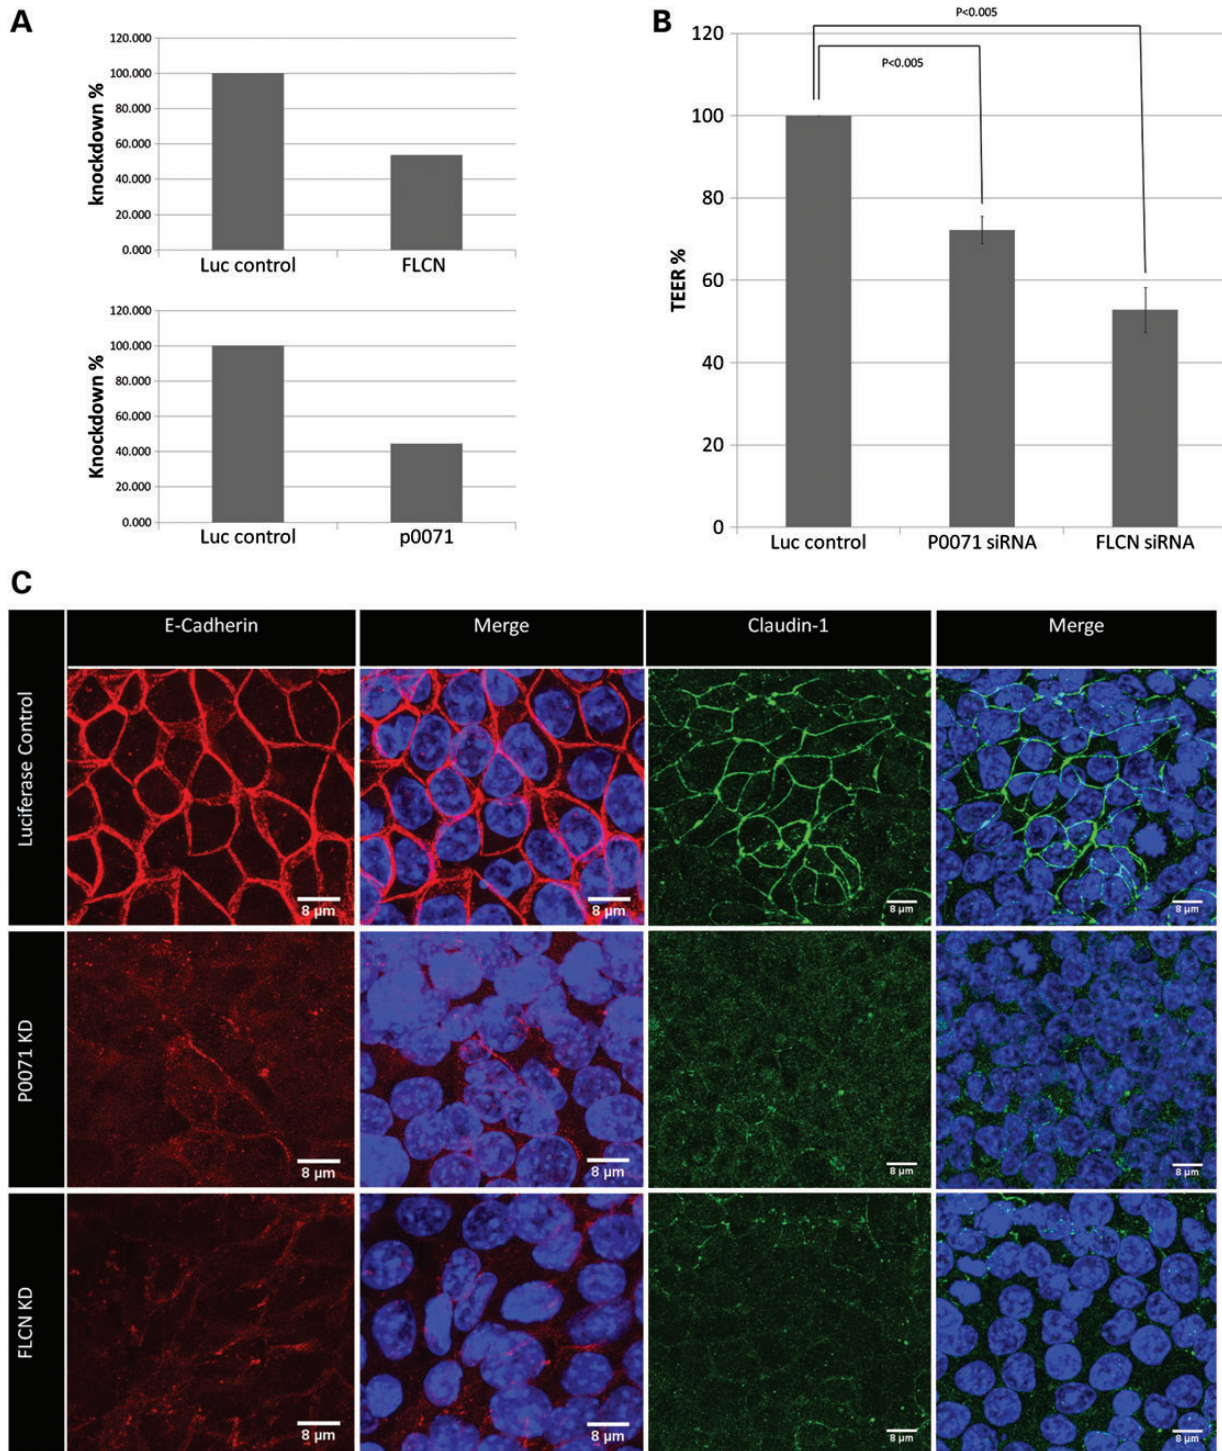 A
120.000
100.000
80.000
60.000
40.000
20.000
0.000
knockdown %
Luc control
FLCN
120.000
100.000
80.000
60.000
40.000
20.000
0.000
Knockdown %
Luc control
p0071
B
P<0.005
P<0.005
120
100
80
60
40
20
0
TEER %
Luc control
P0071 siRNA
FLCN siRNA
C
E-Cadherin
Merge
Claudin-1
Merge
Luciferase Control
8 µm
8 µm
8 µm
8 µm
P0071 KD
8 µm
8 µm
8 µm
8 µm
FLCN KD
8 µm
8 µm
8 µm
8 µm